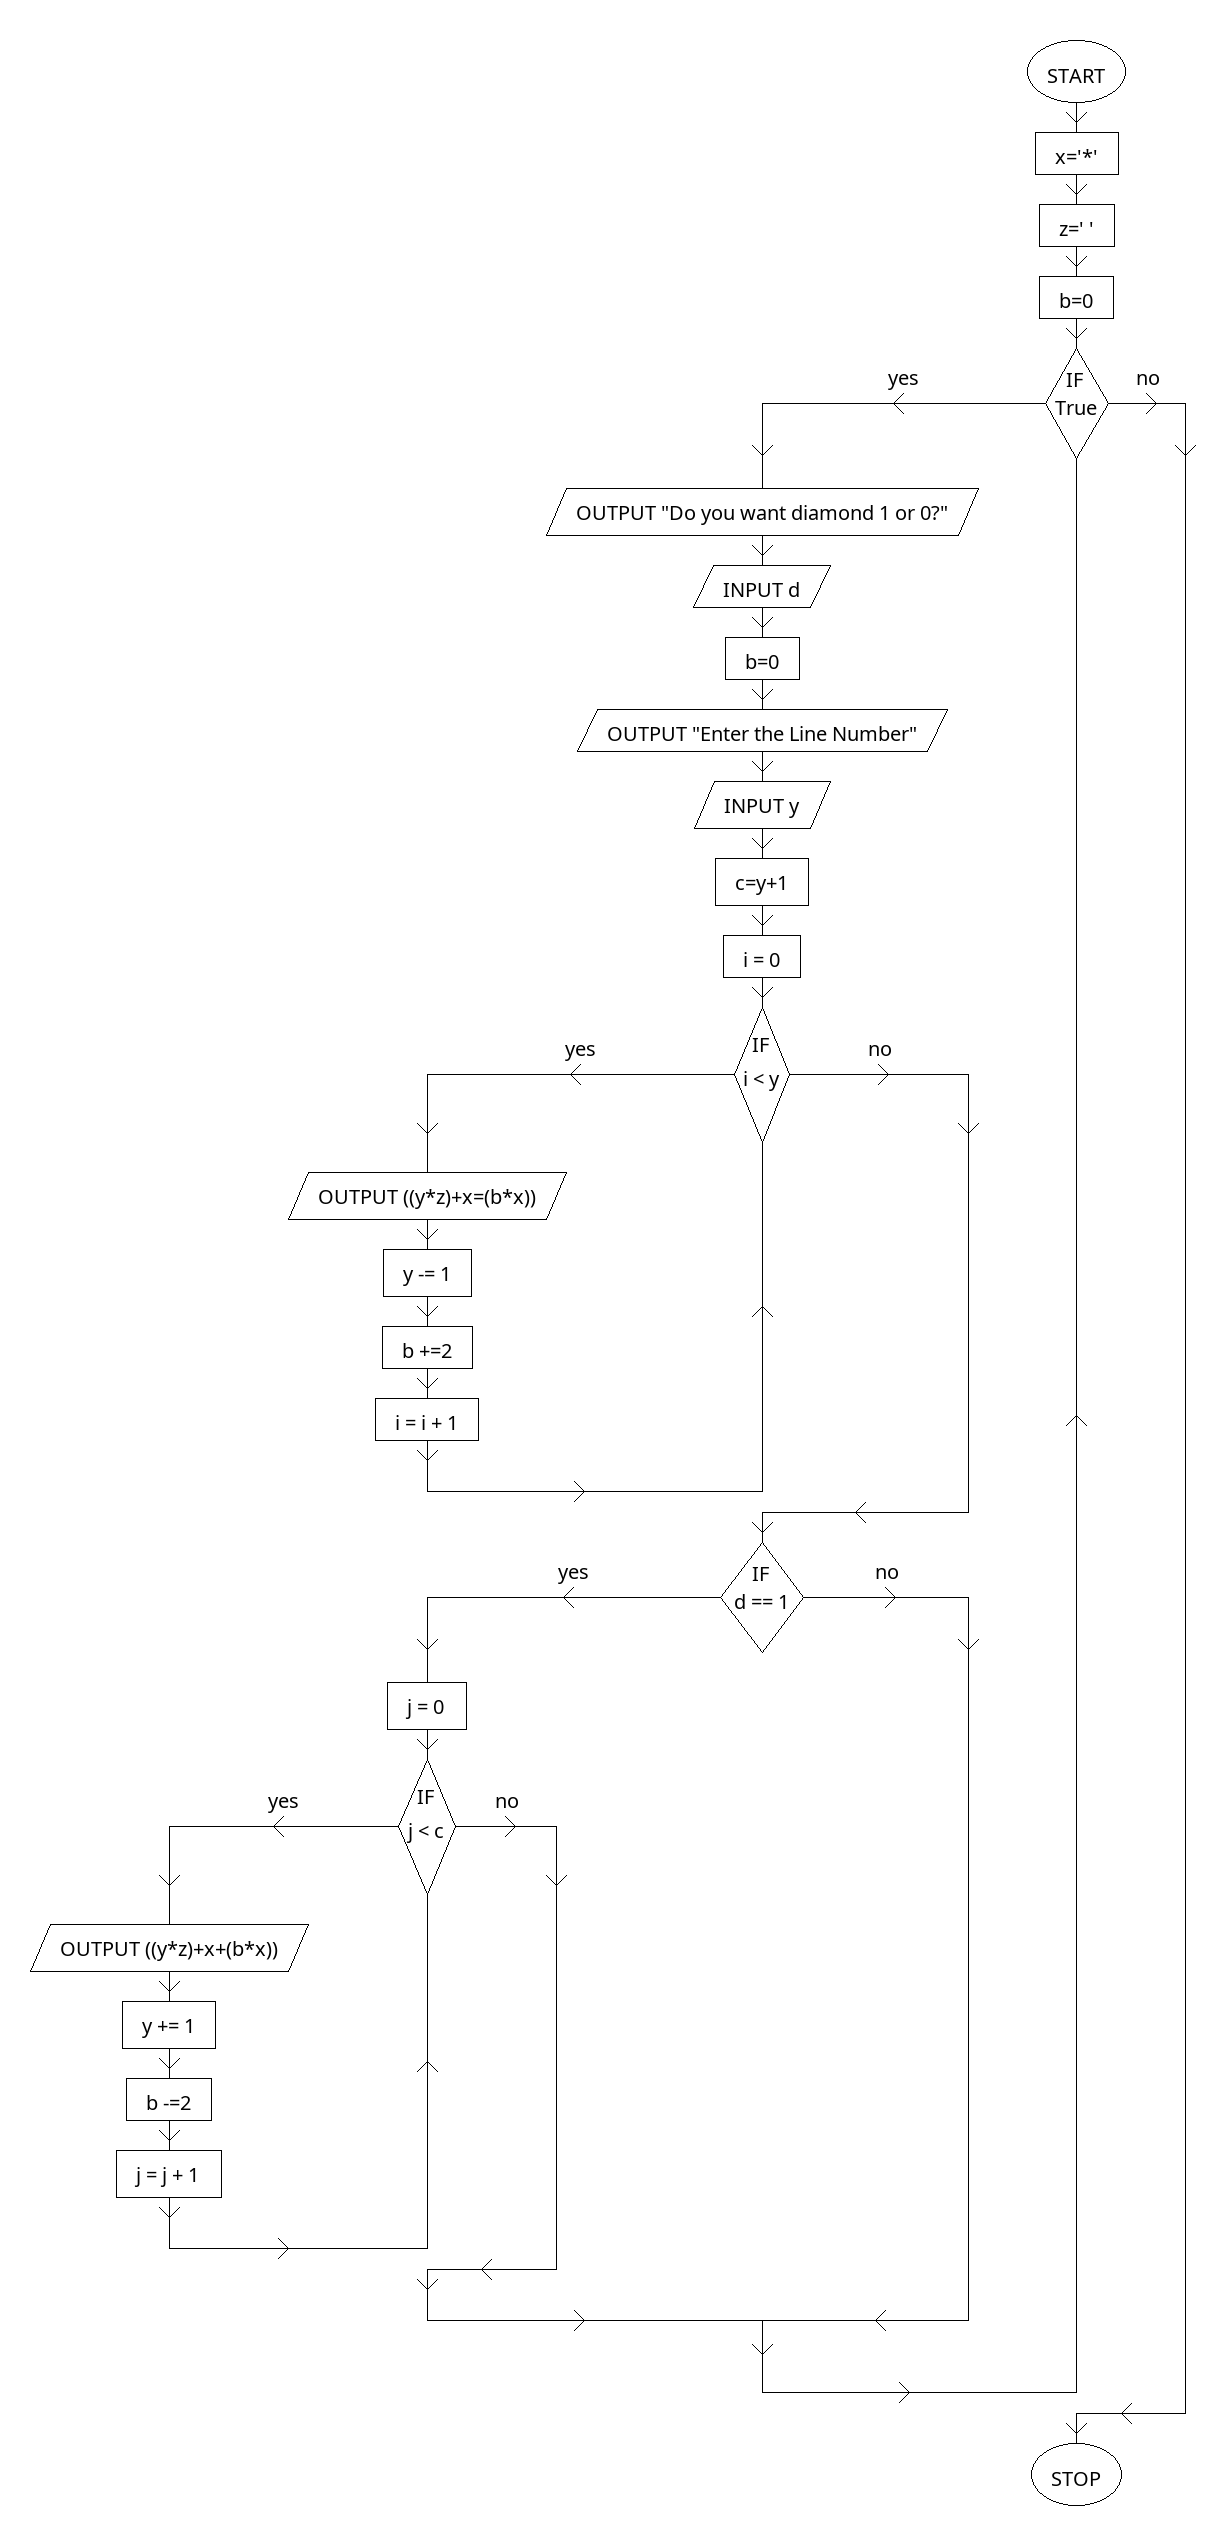 START
x='*'
z=' '
b=0
IF
True
yes
no
OUTPUT "Do you want diamond 1 or 0?"
INPUT d
b=0
OUTPUT "Enter the Line Number"
INPUT y
c=y+1
i = 0
IF
i < y
yes
no
OUTPUT ((y*z)+x=(b*x))
y -= 1
b +=2
i = i + 1
IF
d == 1
yes
no
j = 0
IF
j < c
yes
no
OUTPUT ((y*z)+x+(b*x))
y += 1
b -=2
j = j + 1
STOP